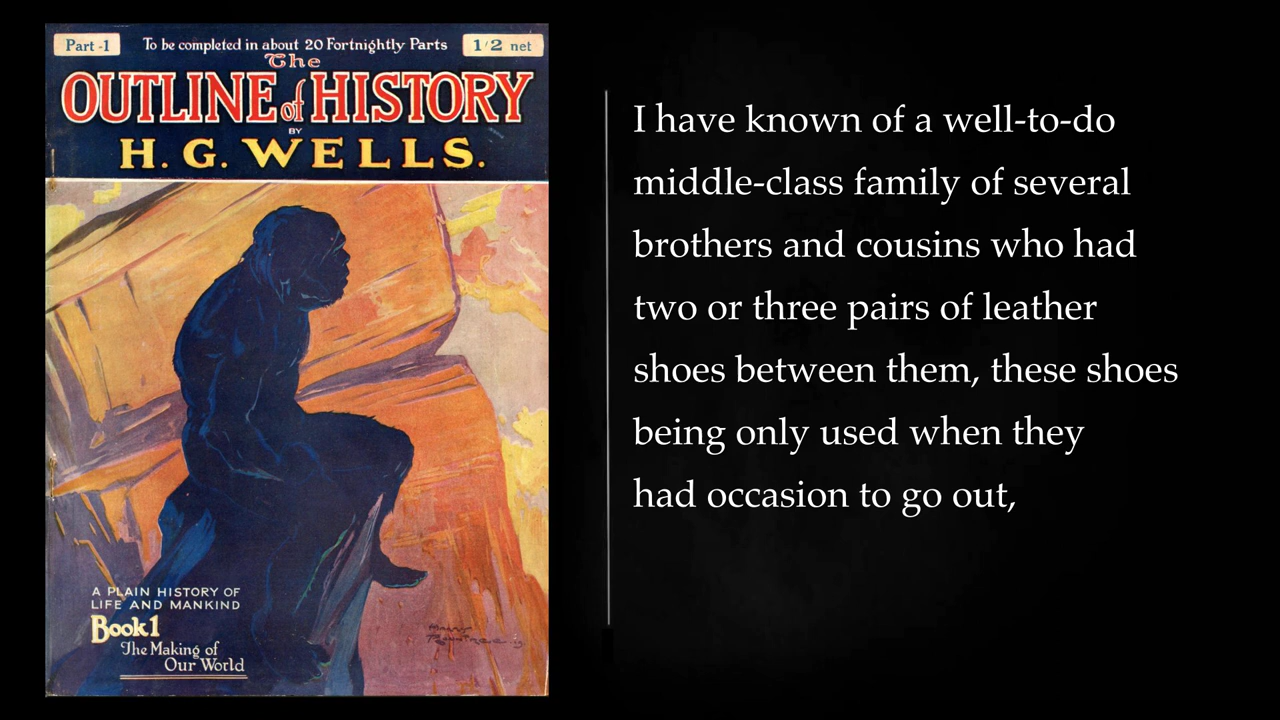 Part -1
To be completed in about 20 Fortnightly Parts
1/2 net
The
OUTLINE of HISTORY
BY
H. G. WELLS.
A PLAIN HISTORY OF
LIFE AND MANKIND
Book 1
The Making of
Our World
I have known of a well-to-do
middle-class family of several
brothers and cousins who had
two or three pairs of leather
shoes between them, these shoes
being only used when they
had occasion to go out,